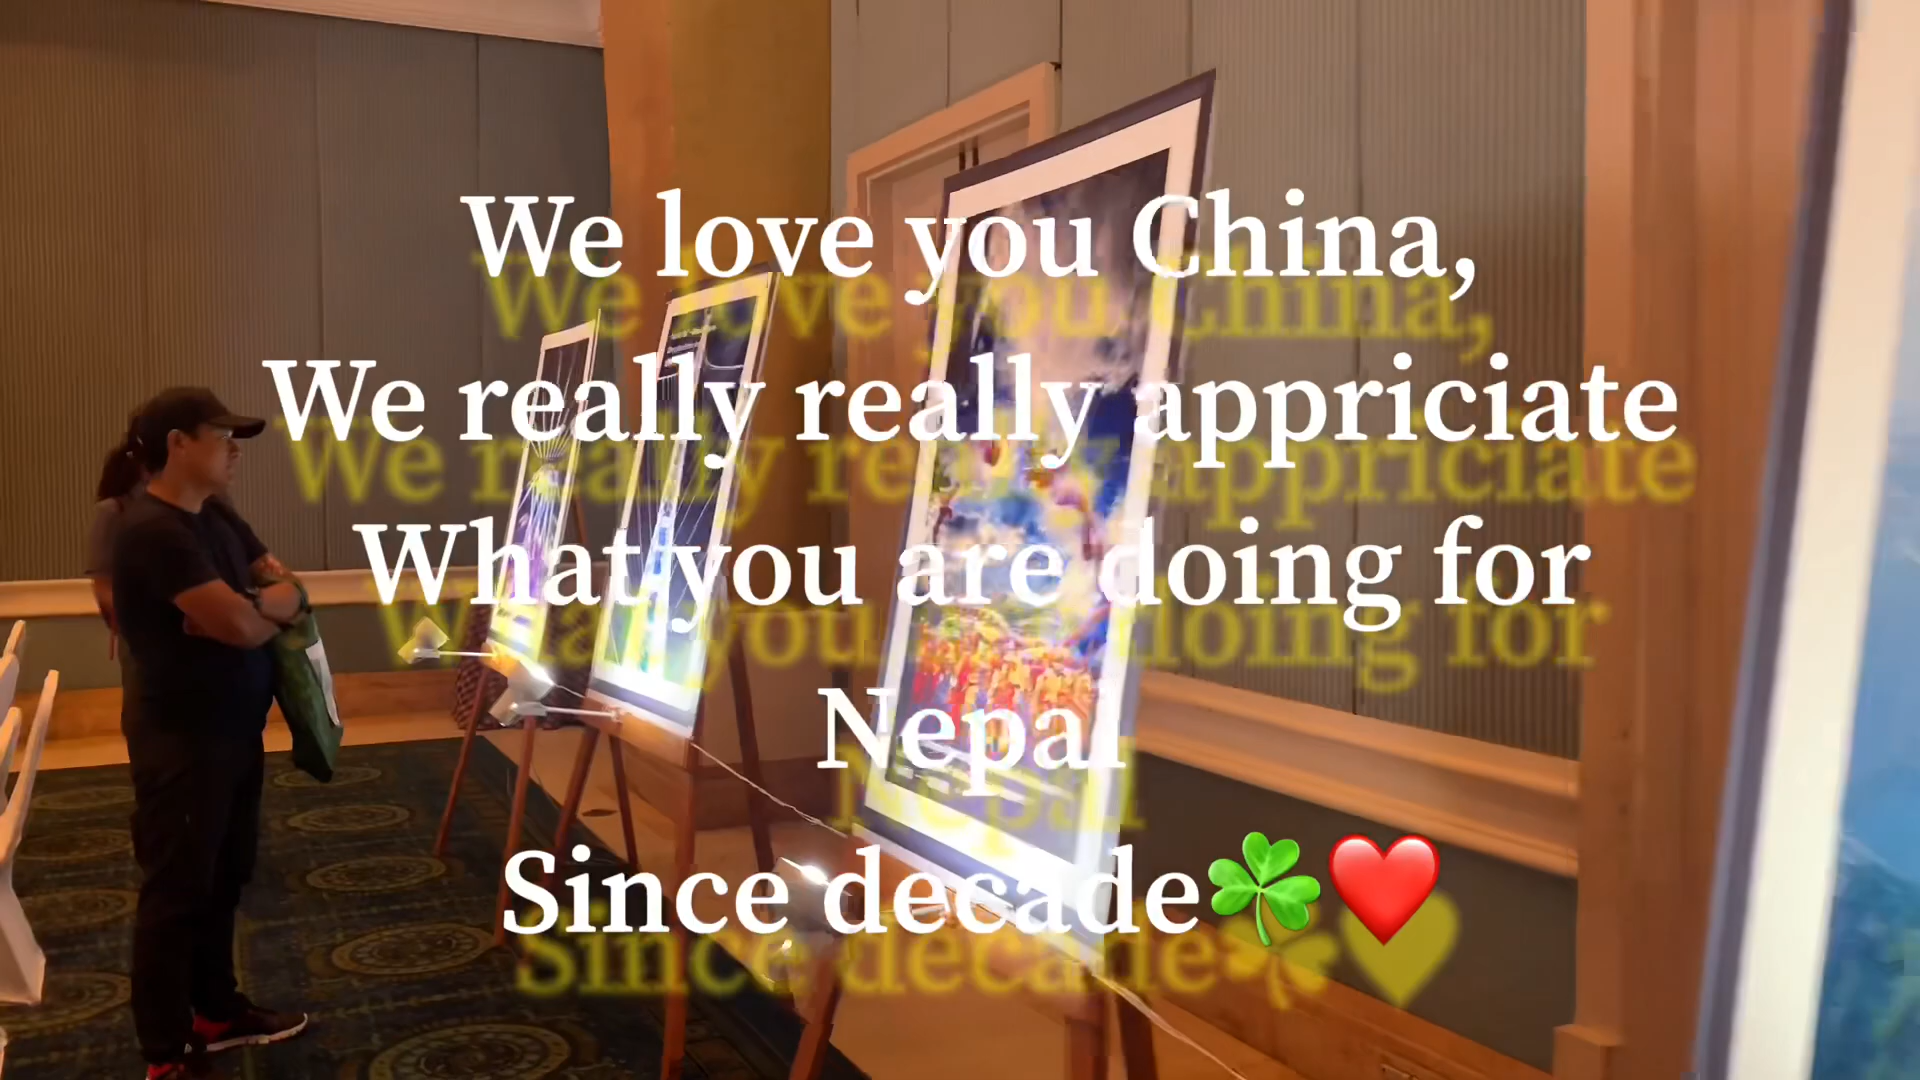 We love you China,
We really really appriciate
What you are doing for
Nepal
Since decade☘️❤️